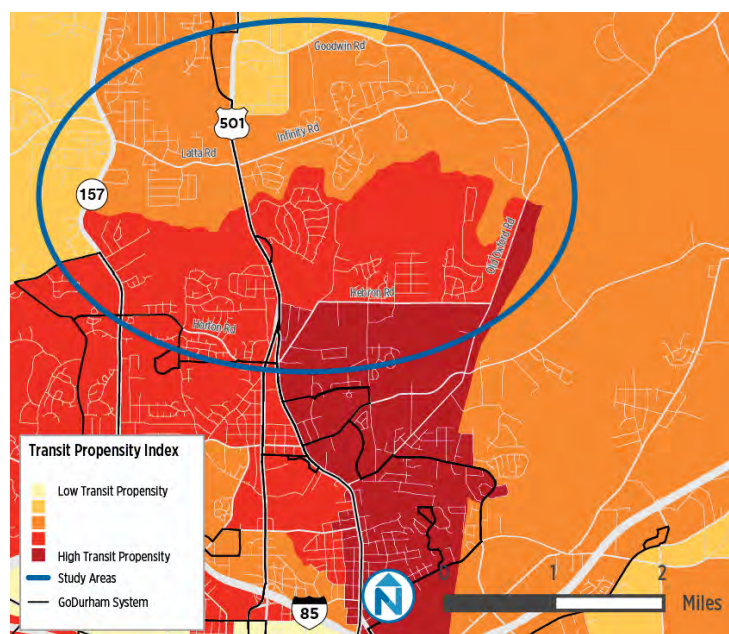 Goodwin Rd
501
Infinity Rd
Latta Rd
157
Old Oxford Rd
Hebron Rd
Horton Rd
Transit Propensity Index
Low Transit Propensity
High Transit Propensity
Study Areas
GoDurham System
85
N
0 1 2
Miles